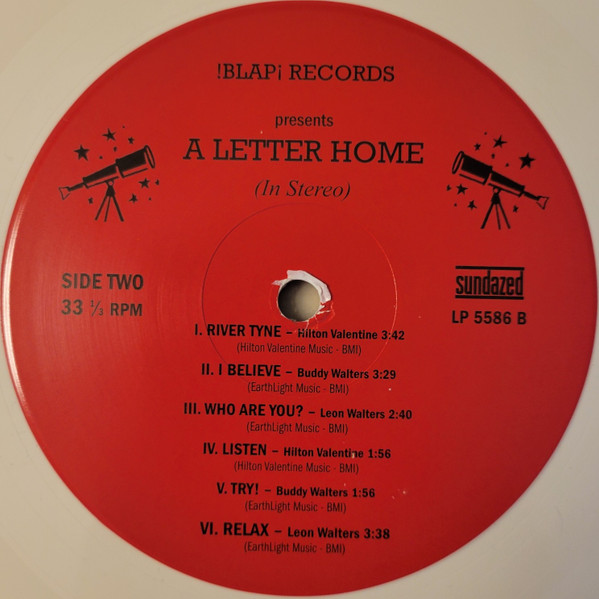 !BLAP¡ RECORDS
presents
A LETTER HOME
(In Stereo)
SIDE TWO
33 ⅓ RPM
sundazed
LP 5586 B
I. RIVER TYNE – Hilton Valentine 3:42
(Hilton Valentine Music - BMI)
II. I BELIEVE – Buddy Walters 3:29
(EarthLight Music - BMI)
III. WHO ARE YOU? – Leon Walters 2:40
(EarthLight Music - BMI)
IV. LISTEN – Hilton Valentine 1:56
(Hilton Valentine Music - BMI)
V. TRY! – Buddy Walters 1:56
(EarthLight Music - BMI)
VI. RELAX – Leon Walters 3:38
(EarthLight Music - BMI)